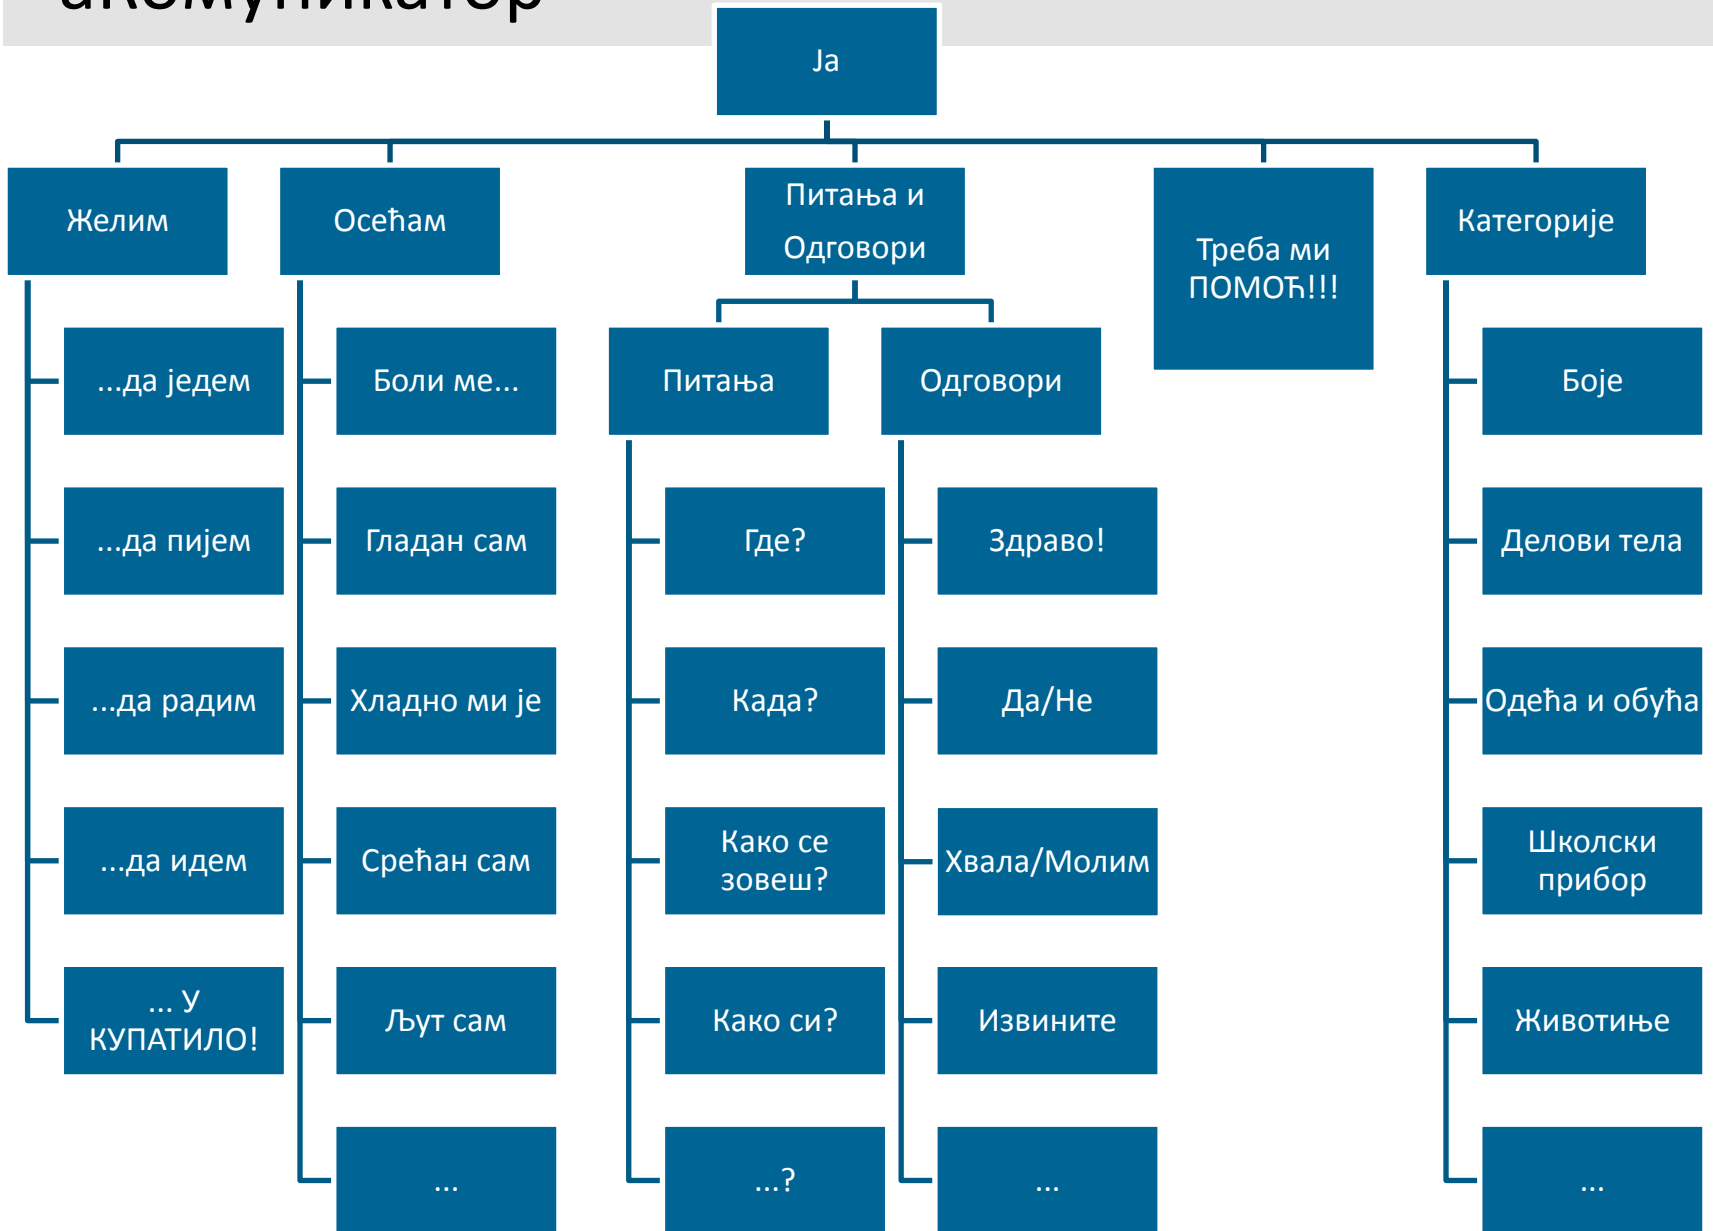 аКомуникатор
Ја
Желим
...да једем
...да пијем
...да радим
...да идем
... У
КУПАТИЛО!
Осећам
Боли ме...
Гладан сам
Хладно ми је
Срећан сам
Љут сам
...
Питања и
Одговори
Питања
Где?
Када?
Како се
зовеш?
Како си?
...?
Одговори
Здраво!
Да/Не
Хвала/Молим
Извините
...
Треба ми
ПОМОЋ!!!
Категорије
Боје
Делови тела
Одећа и обућа
Школски
прибор
Животиње
...